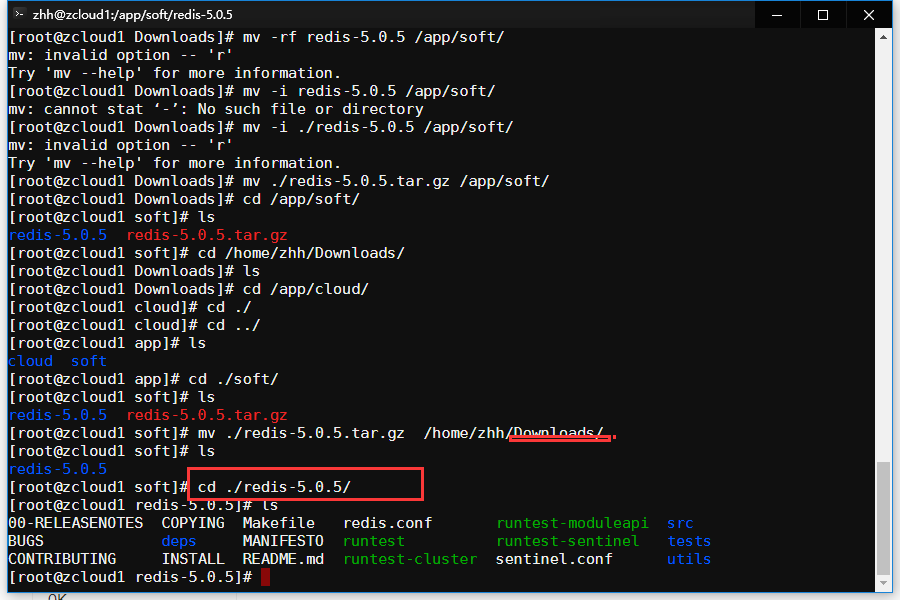 zhh@zcloud1:/app/soft/redis-5.0.5
[root@zcloud1 Downloads]# mv -rf redis-5.0.5 /app/soft/
mv: invalid option -- 'r'
Try 'mv --help' for more information.
[root@zcloud1 Downloads]# mv -i redis-5.0.5 /app/soft/
mv: cannot stat ‘-’: No such file or directory
[root@zcloud1 Downloads]# mv -i ./redis-5.0.5 /app/soft/
mv: invalid option -- 'r'
Try 'mv --help' for more information.
[root@zcloud1 Downloads]# mv ./redis-5.0.5.tar.gz /app/soft/
[root@zcloud1 Downloads]# cd /app/soft/
[root@zcloud1 soft]# ls
redis-5.0.5  redis-5.0.5.tar.gz
[root@zcloud1 soft]# cd /home/zhh/Downloads/
[root@zcloud1 Downloads]# ls
[root@zcloud1 Downloads]# cd /app/cloud/
[root@zcloud1 cloud]# cd ./
[root@zcloud1 cloud]# cd ../
[root@zcloud1 app]# ls
cloud  soft
[root@zcloud1 app]# cd ./soft/
[root@zcloud1 soft]# ls
redis-5.0.5  redis-5.0.5.tar.gz
[root@zcloud1 soft]# mv ./redis-5.0.5.tar.gz  /home/zhh/Downloads/
[root@zcloud1 soft]# ls
redis-5.0.5
[root@zcloud1 soft]# cd ./redis-5.0.5/
[root@zcloud1 redis-5.0.5]# ls
00-RELEASENOTES  COPYING  Makefile   redis.conf       runtest-moduleapi  src
BUGS             deps     MANIFESTO  runtest          runtest-sentinel   tests
CONTRIBUTING     INSTALL  README.md  runtest-cluster  sentinel.conf      utils
[root@zcloud1 redis-5.0.5]#
OK